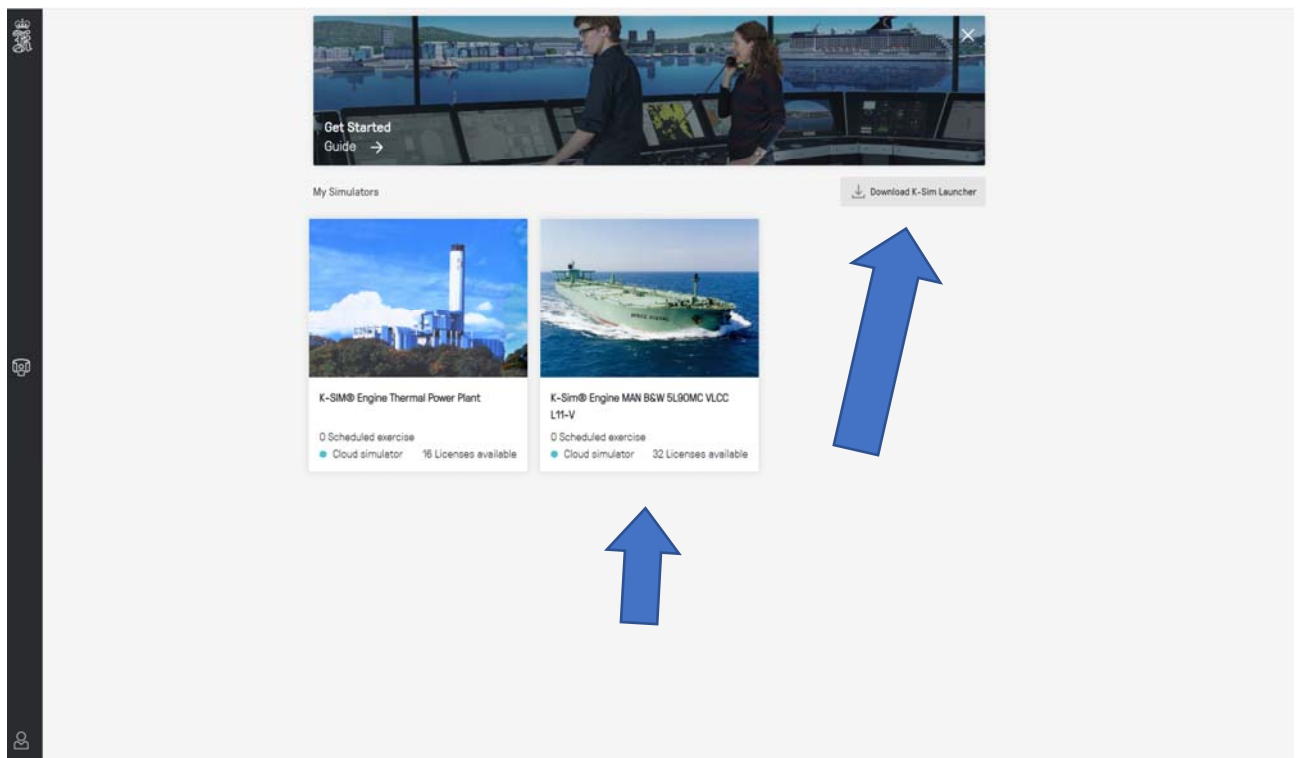 Get Started
Guide →
My Simulators
Download K-Sim Launcher
K-SIM® Engine Thermal Power Plant
0 Scheduled exercise
Cloud simulator 16 Licenses available
K-Sim® Engine MAN B&W 5L90MC VLCC
L11-V
0 Scheduled exercise
Cloud simulator 32 Licenses available